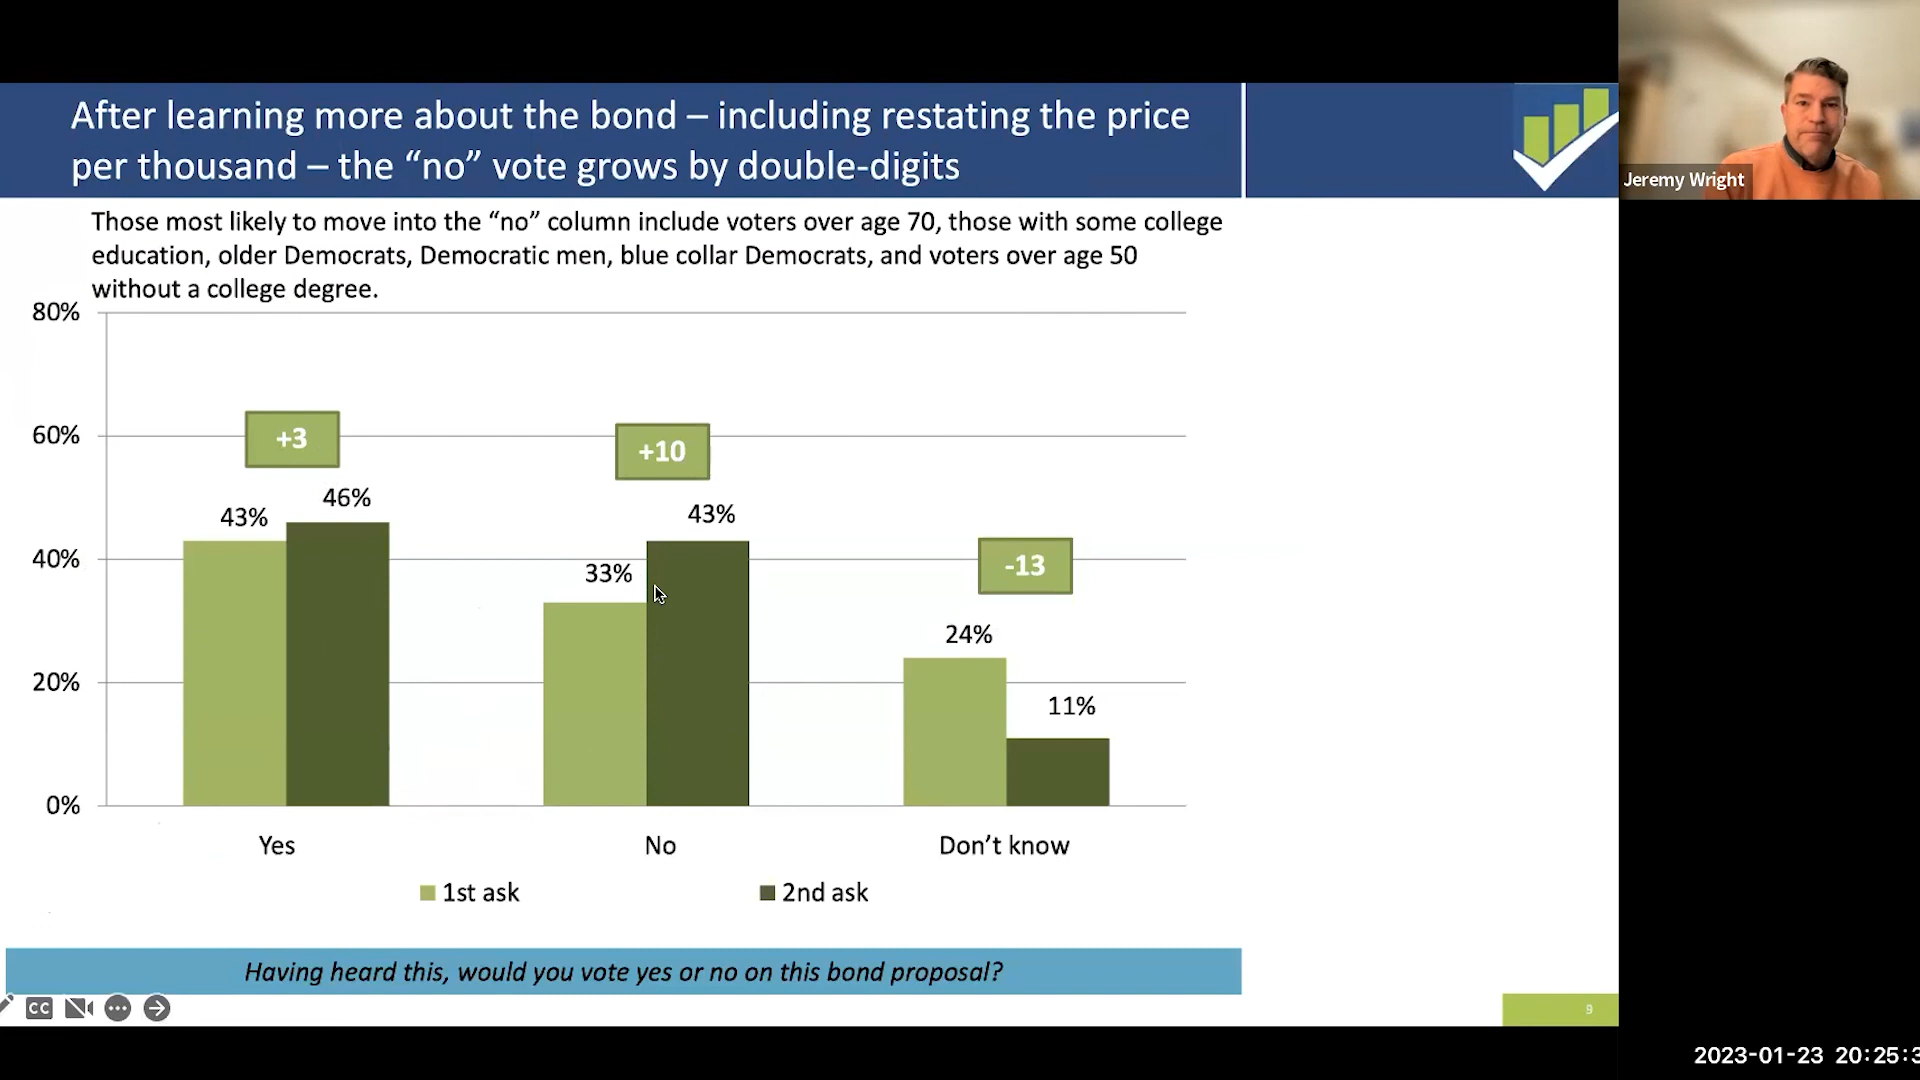 After learning more about the bond – including restating the price
per thousand – the “no” vote grows by double-digits
Jeremy Wright
Those most likely to move into the “no” column include voters over age 70, those with some college
education, older Democrats, Democratic men, blue collar Democrats, and voters over age 50
without a college degree.
80%
60%
40%
20%
0%
+3
43%
46%
+10
33%
43%
-13
24%
11%
Yes
No
Don’t know
1st ask
2nd ask
Having heard this, would you vote yes or no on this bond proposal?
CC
9
2023-01-23 20:25:3